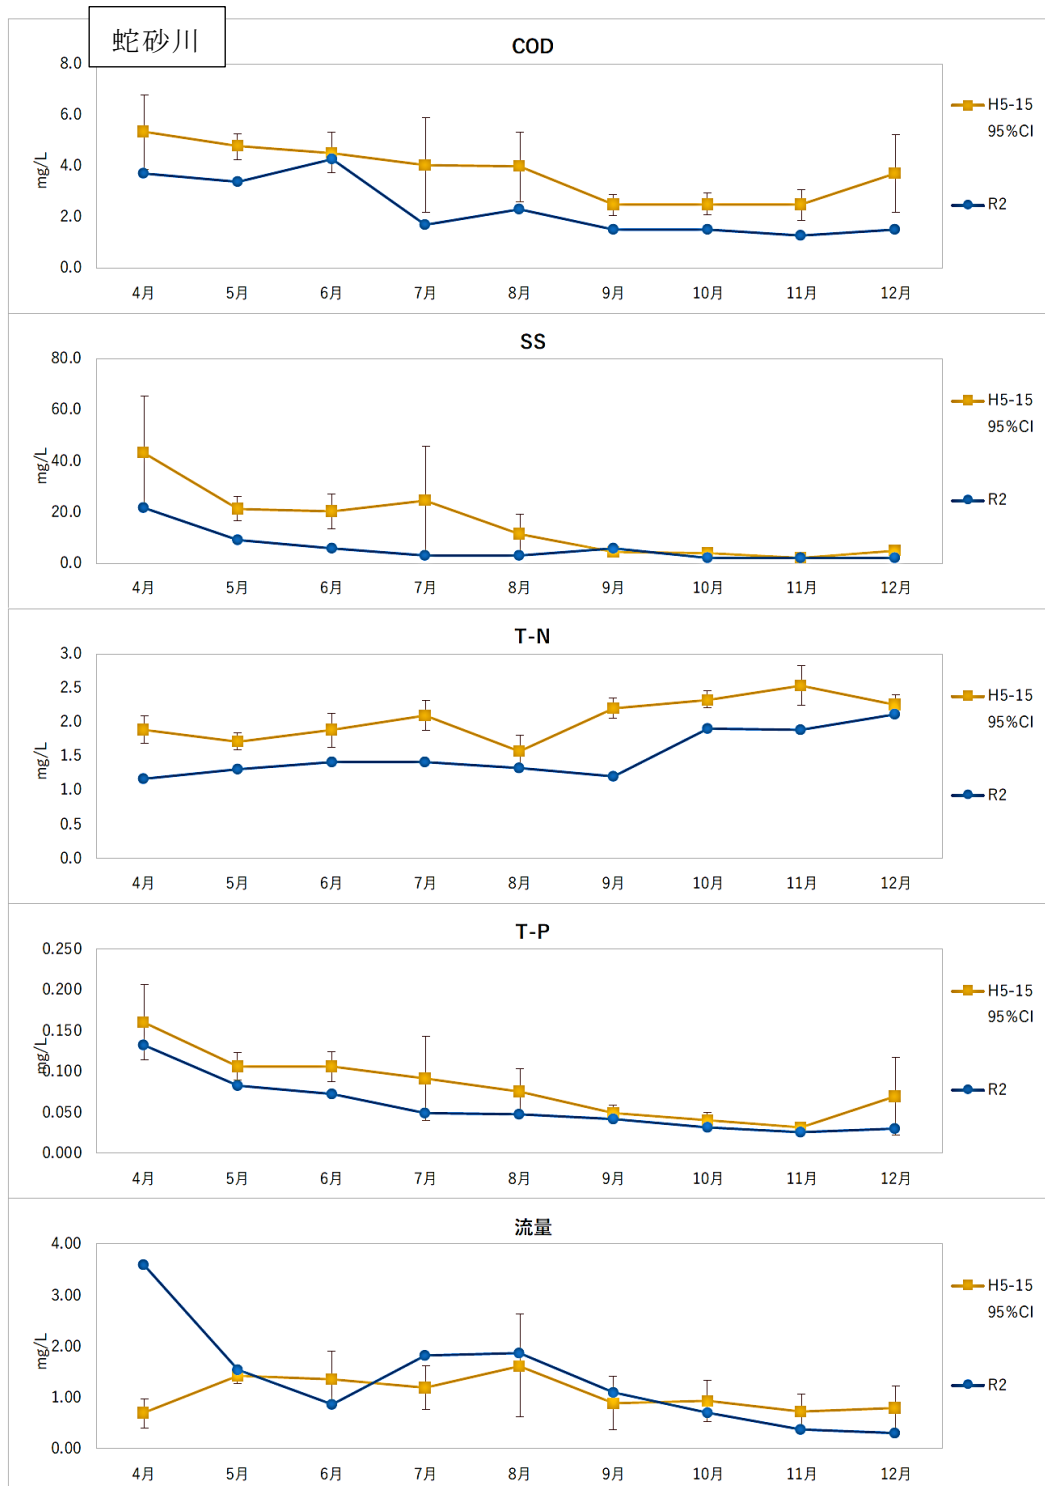 蛇砂川
COD
8.0
6.0
4.0
2.0
0.0
mg/L
4月 5月 6月 7月 8月 9月 10月 11月 12月
H5-15
95%CI
R2
SS
80.0
60.0
40.0
20.0
0.0
mg/L
4月 5月 6月 7月 8月 9月 10月 11月 12月
H5-15
95%CI
R2
T-N
3.0
2.5
2.0
1.5
1.0
0.5
0.0
mg/L
4月 5月 6月 7月 8月 9月 10月 11月 12月
H5-15
95%CI
R2
T-P
0.250
0.200
0.150
0.100
0.050
0.000
mg/L
4月 5月 6月 7月 8月 9月 10月 11月 12月
H5-15
95%CI
R2
流量
4.00
3.00
2.00
1.00
0.00
mg/L
4月 5月 6月 7月 8月 9月 10月 11月 12月
H5-15
95%CI
R2